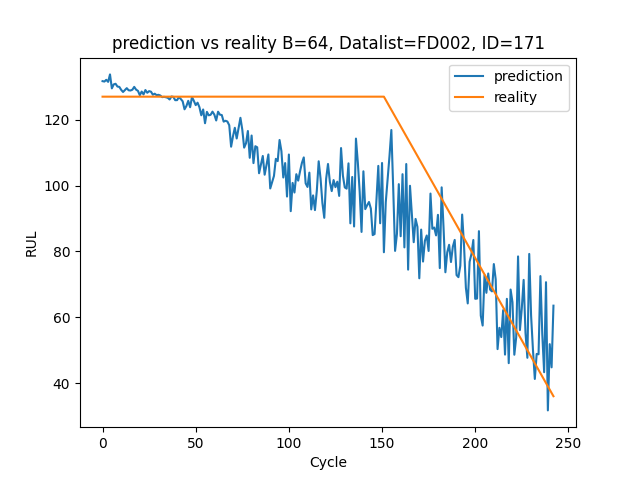 prediction vs reality B=64, Datalist=FD002, ID=171
prediction
reality
RUL
120
100
80
60
40
0
50
100
150
200
250
Cycle